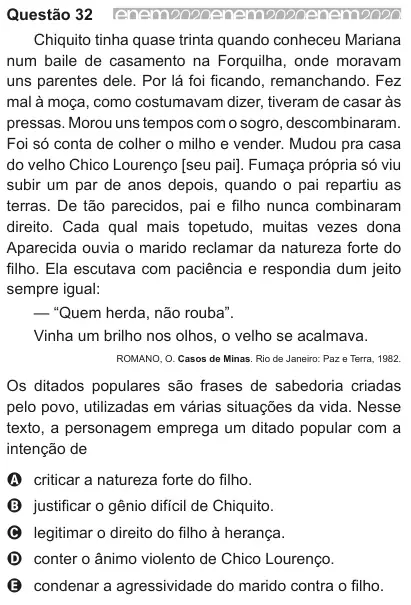 Questão 32 enem2020enem2020enem2020
Chiquito tinha quase trinta quando conheceu Mariana
num baile de casamento na Forquilha, onde moravam
uns parentes dele. Por lá foi ficando, remanchando. Fez
mal à moça, como costumavam dizer, tiveram de casar às
pressas. Morou uns tempos com o sogro, descombinaram.
Foi só conta de colher o milho e vender. Mudou pra casa
do velho Chico Lourenço [seu pai]. Fumaça própria só viu
subir um par de anos depois, quando o pai repartiu as
terras. De tão parecidos, pai e filho nunca combinaram
direito. Cada qual mais topetudo, muitas vezes dona
Aparecida ouvia o marido reclamar da natureza forte do
filho. Ela escutava com paciência e respondia dum jeito
sempre igual:
— “Quem herda, não rouba”.
Vinha um brilho nos olhos, o velho se acalmava.
ROMANO, O. Casos de Minas. Rio de Janeiro: Paz e Terra, 1982.
Os ditados populares são frases de sabedoria criadas
pelo povo, utilizadas em várias situações da vida. Nesse
texto, a personagem emprega um ditado popular com a
intenção de
A criticar a natureza forte do filho.
B justificar o gênio difícil de Chiquito.
C legitimar o direito do filho à herança.
D conter o ânimo violento de Chico Lourenço.
E condenar a agressividade do marido contra o filho.